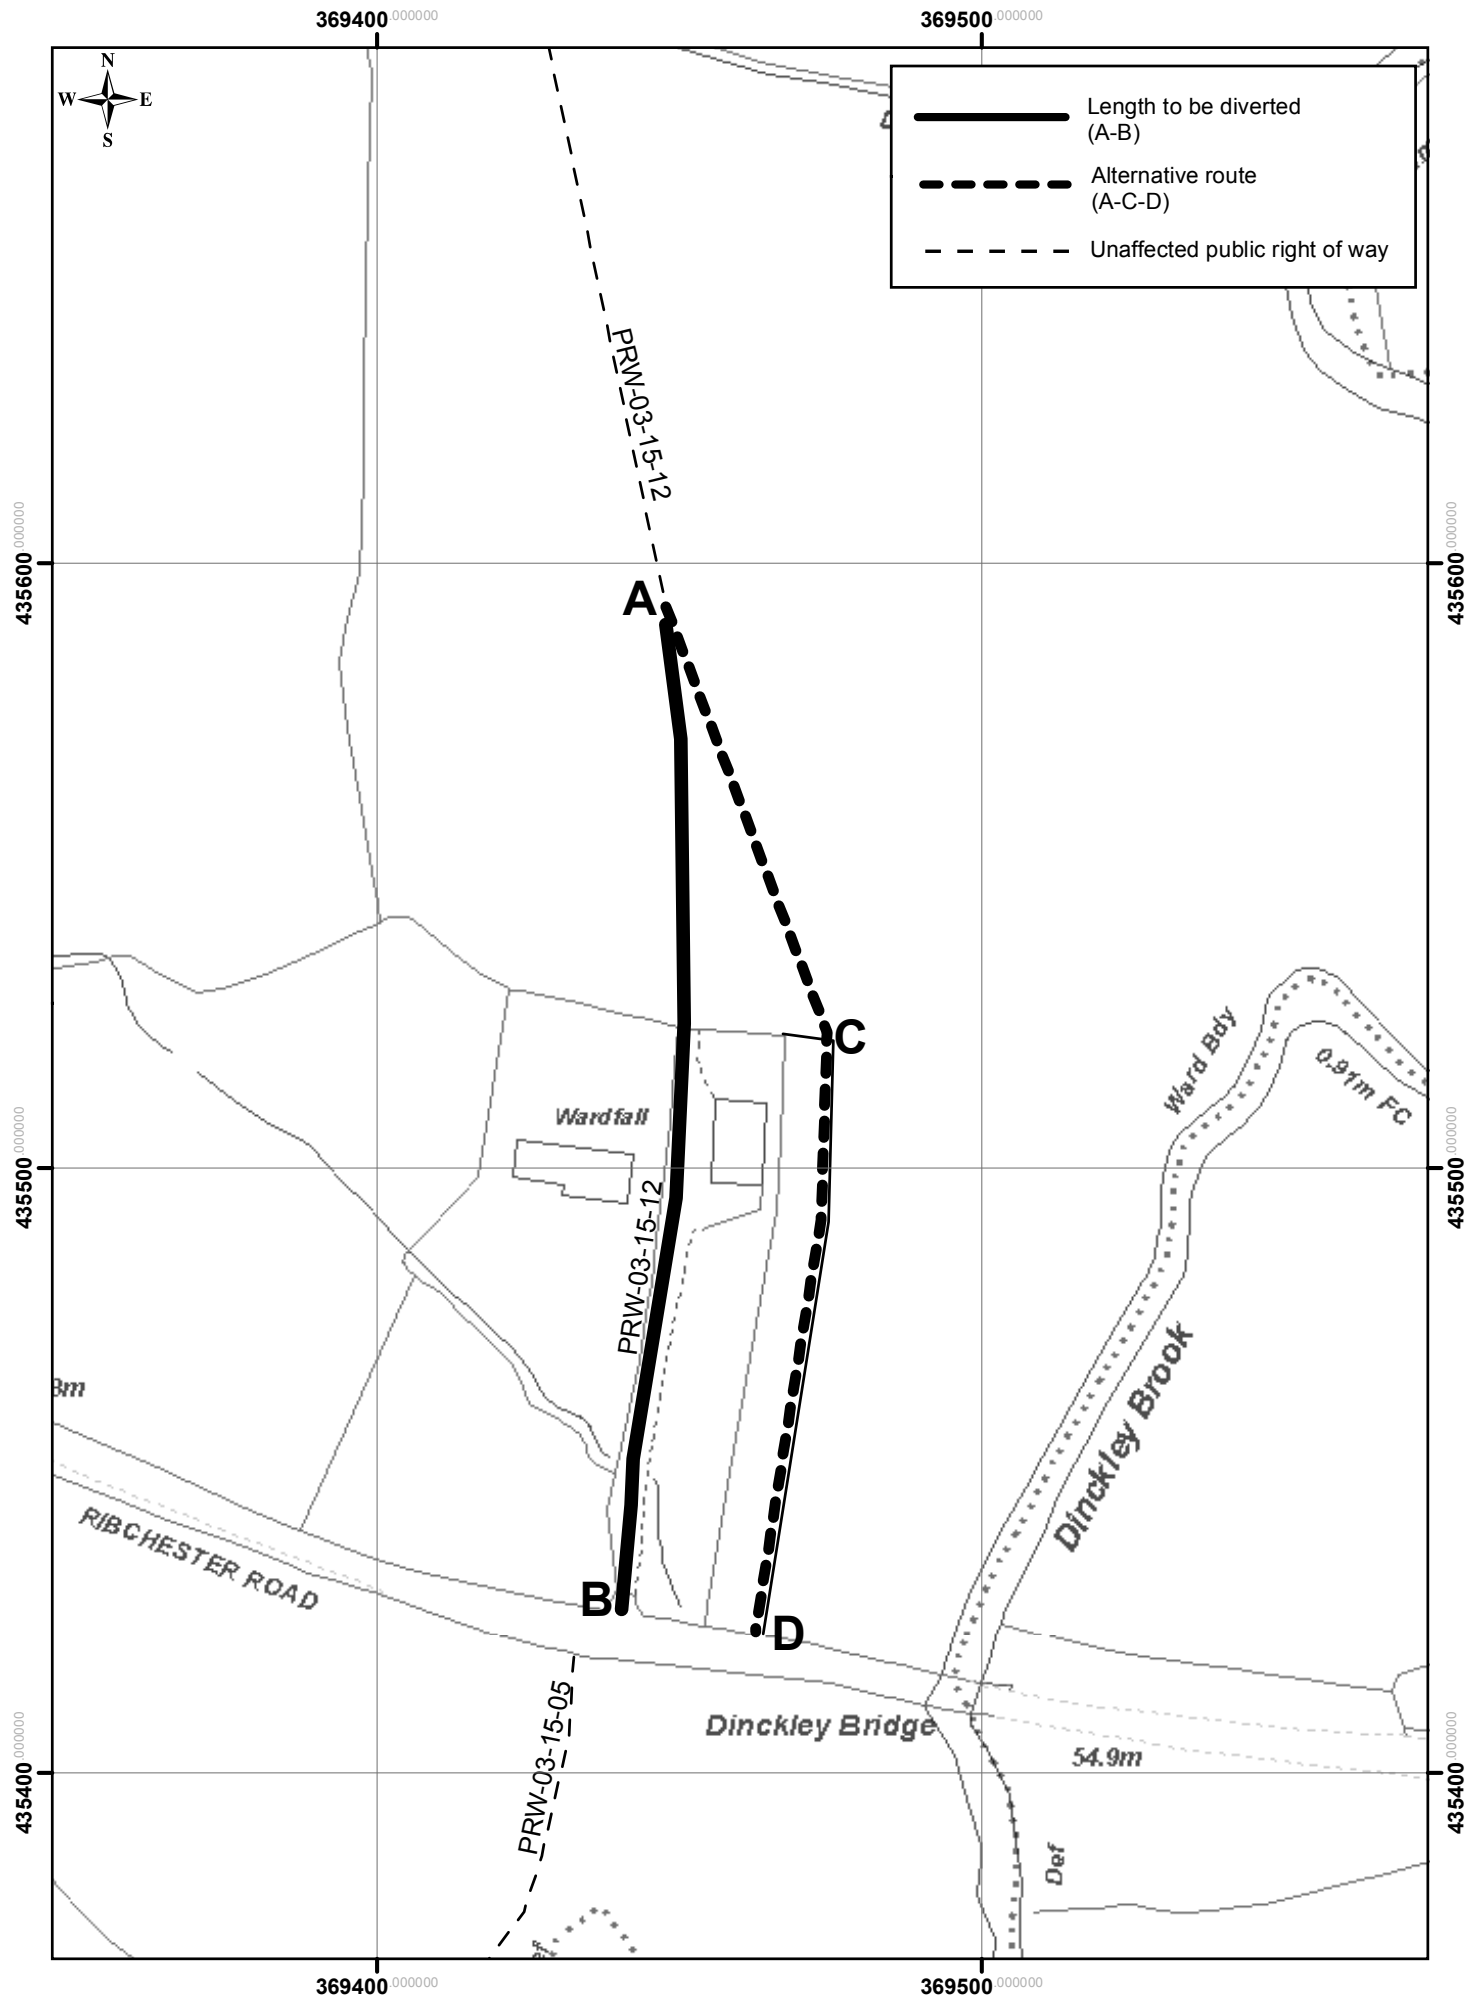 369400.000000
369500.000000
N
W
E
S
Length to be diverted
(A-B)
Alternative route
(A-C-D)
Unaffected public right of way
PRW-03-15-12
435600.000000
435600.000000
A
C
Ward Bdy
0.91m FC
Wardfall
435500.000000
435500.000000
PRW-03-15-12
Dinckley Brook
RIBCHESTER ROAD
B
D
PRW-03-15-05
Dinckley Bridge
54.9m
435400.000000
435400.000000
Def
369400.000000
369500.000000